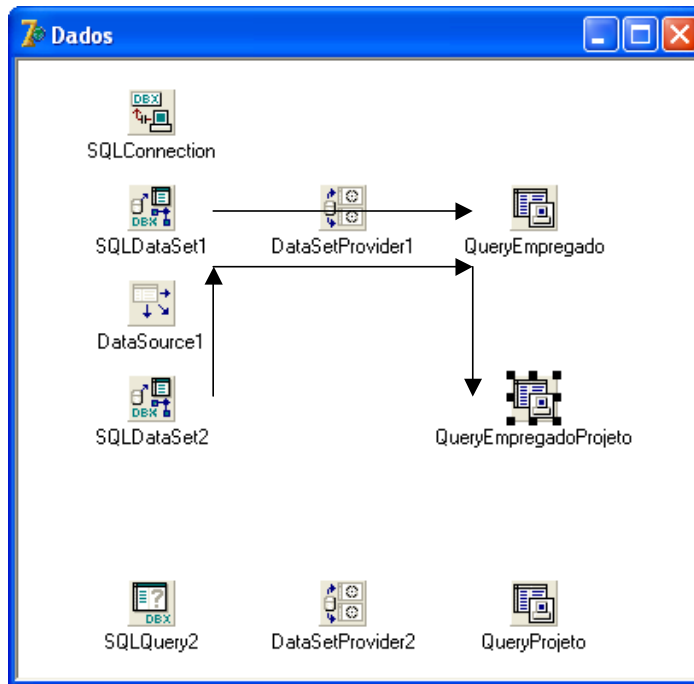 Dados
DBX
SQLConnection
DBX
SQLDataSet1
DataSetProvider1
QueryEmpregado
DataSource1
DBX
SQLDataSet2
QueryEmpregadoProjeto
?
DBX
SQLQuery2
DataSetProvider2
QueryProjeto